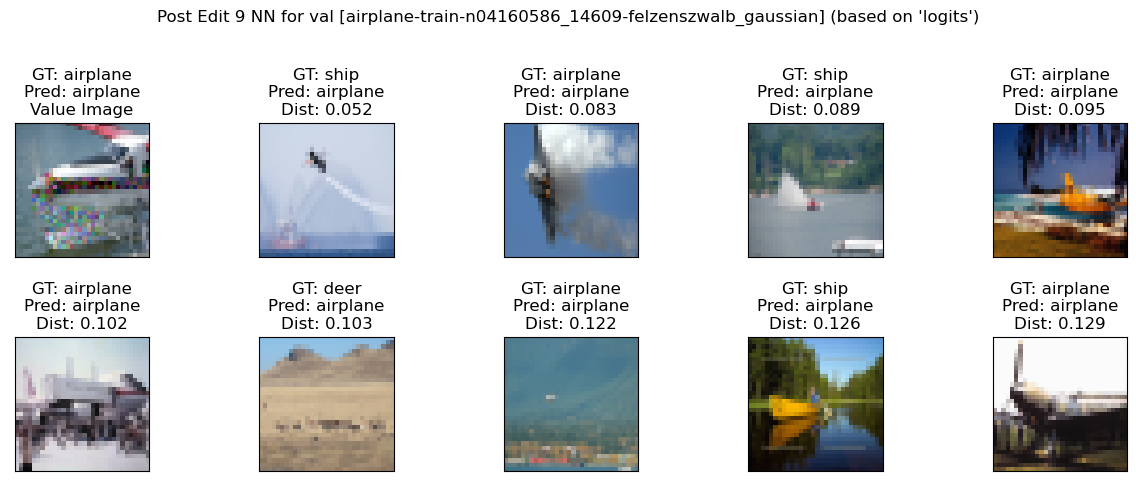 Post Edit 9 NN for val [airplane-train-n04160586_14609-felzenszwalb_gaussian] (based on 'logits')
GT: airplane
Pred: airplane
Value Image
GT: ship
Pred: airplane
Dist: 0.052
GT: airplane
Pred: airplane
Dist: 0.083
GT: ship
Pred: airplane
Dist: 0.089
GT: airplane
Pred: airplane
Dist: 0.095
GT: airplane
Pred: airplane
Dist: 0.102
GT: deer
Pred: airplane
Dist: 0.103
GT: airplane
Pred: airplane
Dist: 0.122
GT: ship
Pred: airplane
Dist: 0.126
GT: airplane
Pred: airplane
Dist: 0.129